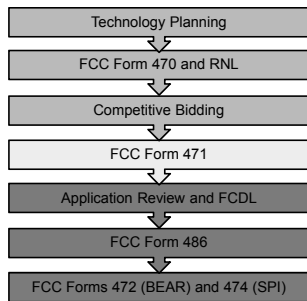 Technology Planning
FCC Form 470 and RNL
Competitive Bidding
FCC Form 471
Application Review and FCDL
FCC Form 486
FCC Forms 472 (BEAR) and 474 (SPI)